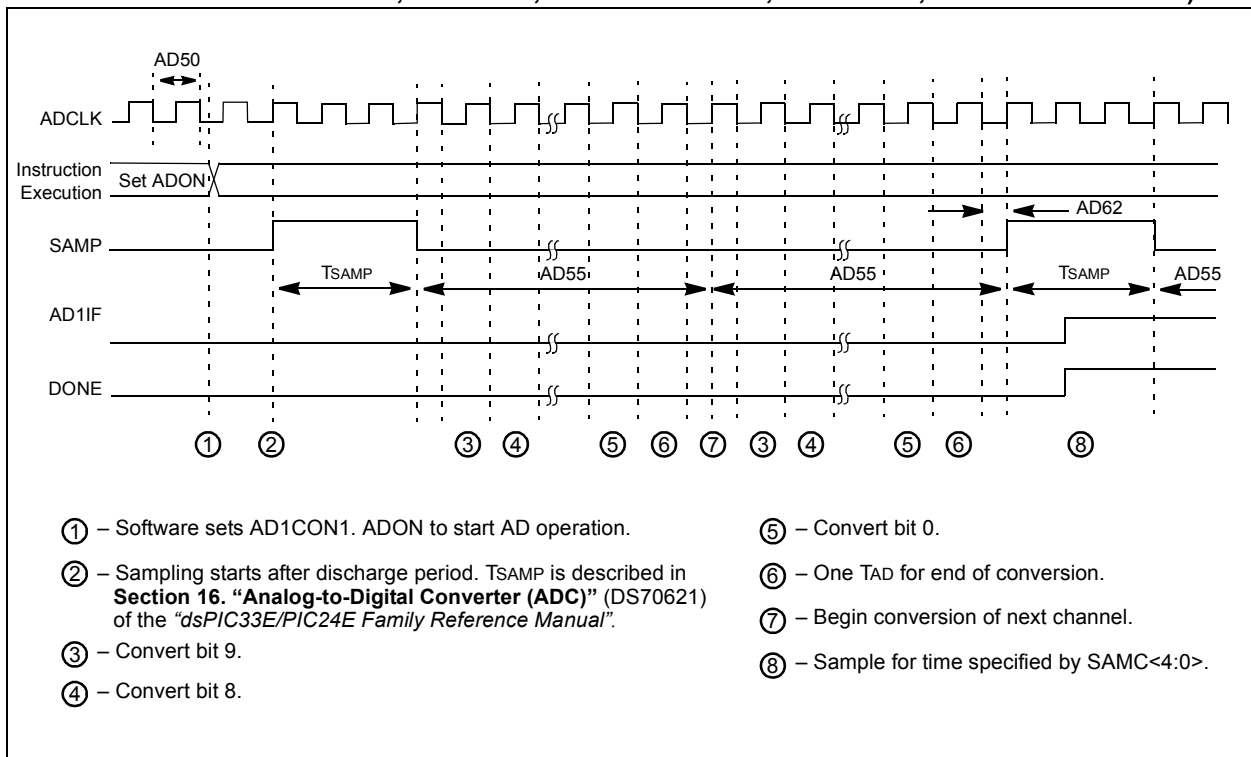 AD50
ADCLK
Instruction
Execution
Set ADON
AD62
SAMP
TSAMP
AD55
AD55
TSAMP
AD55
AD1IF
DONE
1 2 3 4 5 6 7 3 4 5 6 8
1 – Software sets AD1CON1. ADON to start AD operation.
2 – Sampling starts after discharge period. TSAMP is described in
Section 16. “Analog-to-Digital Converter (ADC)” (DS70621)
of the “dsPIC33E/PIC24E Family Reference Manual”.
3 – Convert bit 9.
4 – Convert bit 8.
5 – Convert bit 0.
6 – One TAD for end of conversion.
7 – Begin conversion of next channel.
8 – Sample for time specified by SAMC<4:0>.